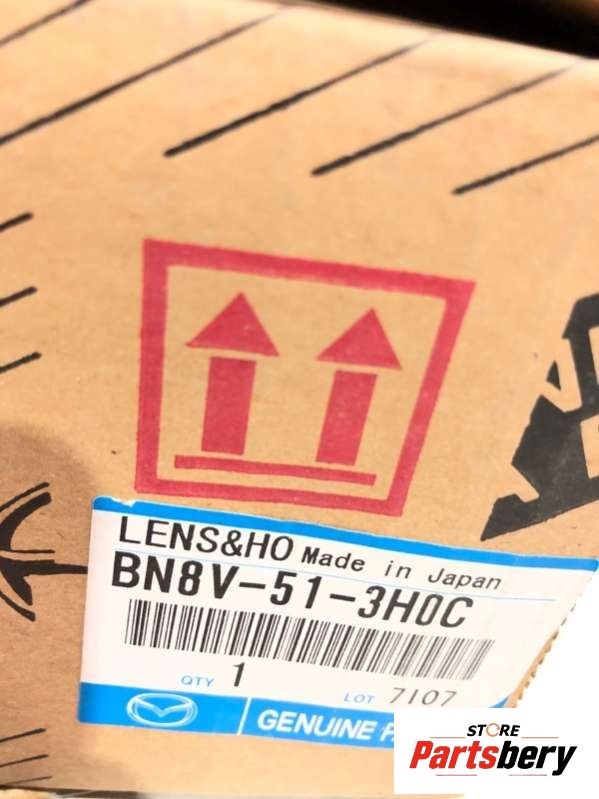 LENS&HO Made in Japan
BN8V-51-3H0C
QTY 1 LOT 7107
GENUINE
STORE
Partsbery